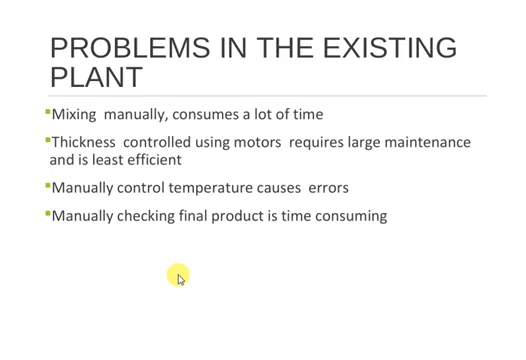 PROBLEMS IN THE EXISTING
PLANT
Mixing manually, consumes a lot of time
Thickness controlled using motors requires large maintenance
and is least efficient
Manually control temperature causes errors
Manually checking final product is time consuming